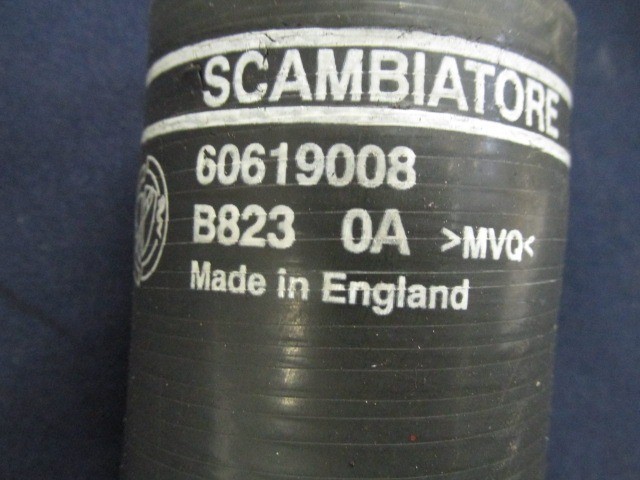 SCAMBIATORE
60619008
B823 0A >MVQ<
Made in England